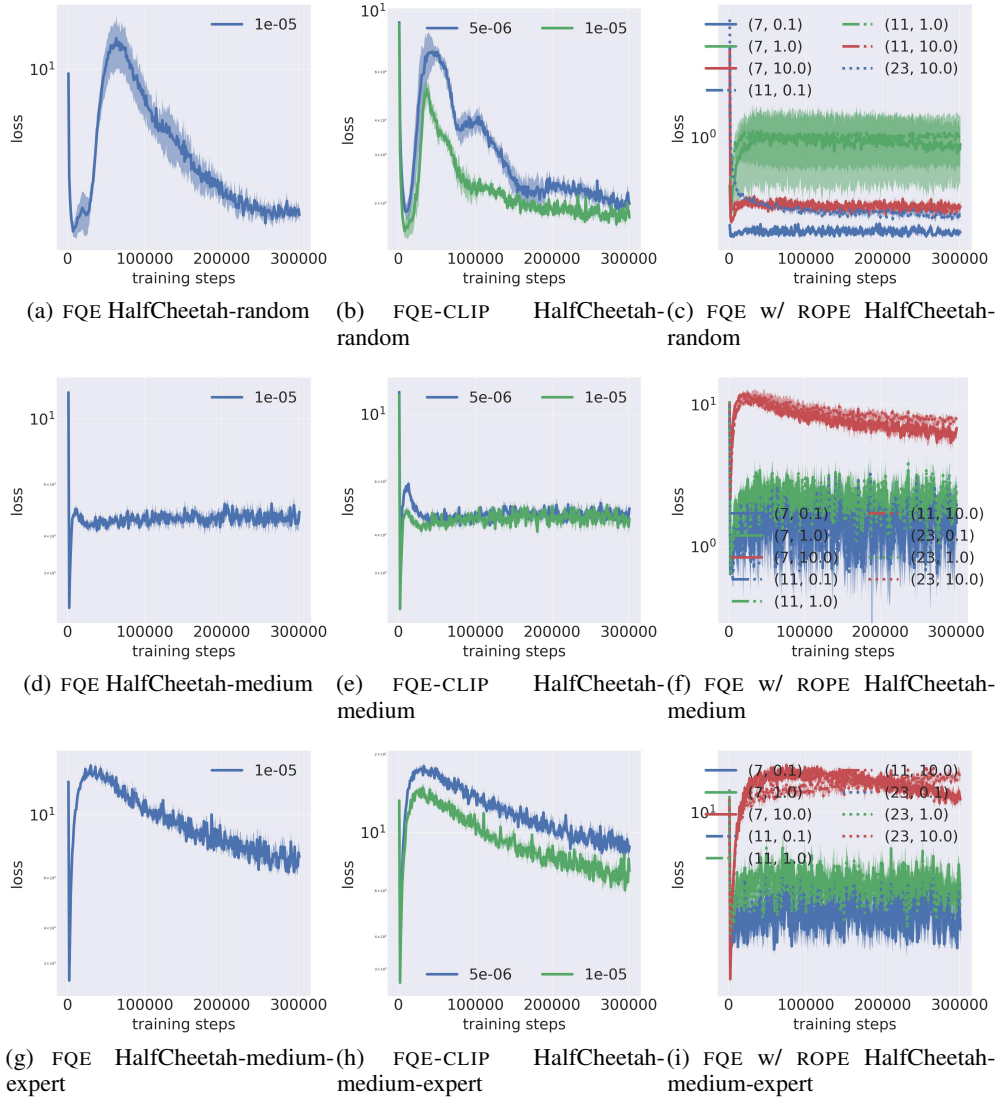 10¹
loss
1e-05
0 100000 200000 300000
training steps
(a) FQE HalfCheetah-random
10¹
loss
5e-06 1e-05
0 100000 200000 300000
training steps
(b) FQE-CLIP HalfCheetah-
random
10⁰
loss
(7, 0.1) (11, 1.0)
(7, 1.0) (11, 10.0)
(7, 10.0) (23, 10.0)
(11, 0.1)
0 100000 200000 300000
training steps
(c) FQE w/ ROPE HalfCheetah-
random
10¹
loss
1e-05
0 100000 200000 300000
training steps
(d) FQE HalfCheetah-medium
10¹
loss
5e-06 1e-05
0 100000 200000 300000
training steps
(e) FQE-CLIP HalfCheetah-
medium
10¹
10⁰
loss
(7, 0.1) (11, 10.0)
(7, 1.0) (23, 0.1)
(7, 10.0) (23, 1.0)
(11, 0.1) (23, 10.0)
(11, 1.0)
0 100000 200000 300000
training steps
(f) FQE w/ ROPE HalfCheetah-
medium
10¹
loss
1e-05
0 100000 200000 300000
training steps
(g) FQE HalfCheetah-medium-
expert
10¹
loss
5e-06 1e-05
0 100000 200000 300000
training steps
(h) FQE-CLIP HalfCheetah-
medium-expert
10¹
loss
(7, 0.1) (11, 10.0)
(7, 1.0) (23, 0.1)
(7, 10.0) (23, 1.0)
(11, 0.1) (23, 10.0)
(11, 1.0)
0 100000 200000 300000
training steps
(i) FQE w/ ROPE HalfCheetah-
medium-expert